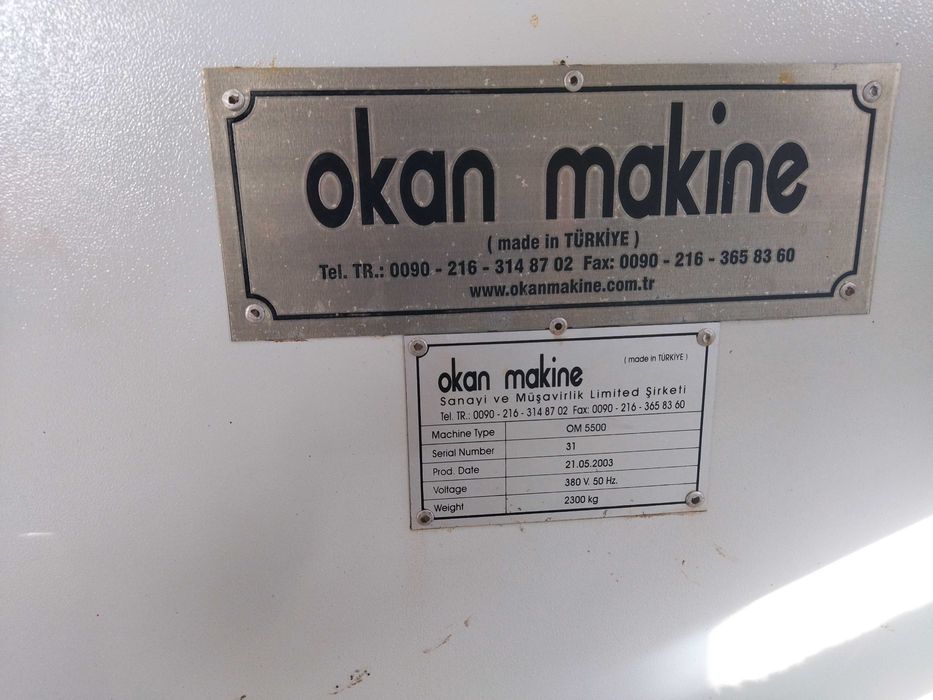 okan makine
( made in TÜRKİYE )
Tel. TR.: 0090 - 216 - 314 87 02 Fax: 0090 - 216 - 365 83 60
www.okanmakine.com.tr
okan makine ( made in TÜRKİYE )
Sanayi ve Müşavirlik Limited Şirketi
Tel. TR.: 0090 - 216 - 314 87 02 Fax: 0090 - 216 - 365 83 60
Machine Type OM 5500
Serial Number 31
Prod. Date 21.05.2003
Voltage 380 V. 50 Hz.
Weight 2300 kg